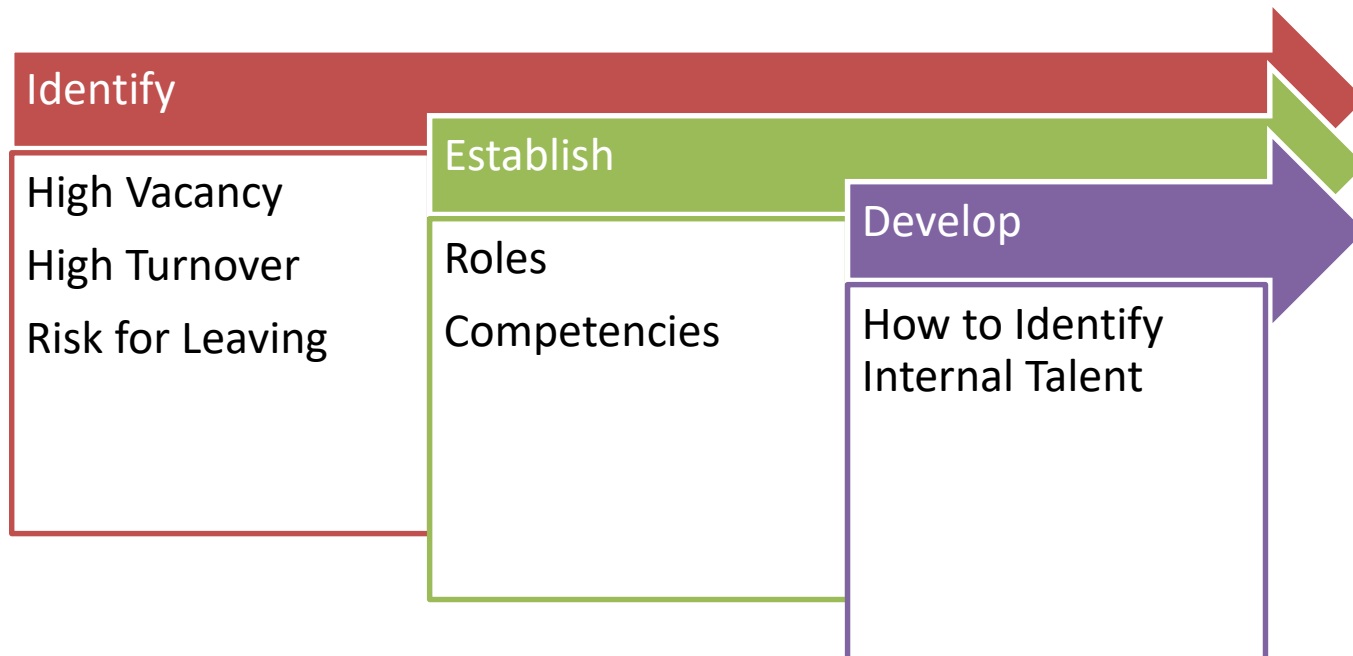 Identify
High Vacancy
High Turnover
Risk for Leaving
Establish
Roles
Competencies
Develop
How to Identify
Internal Talent